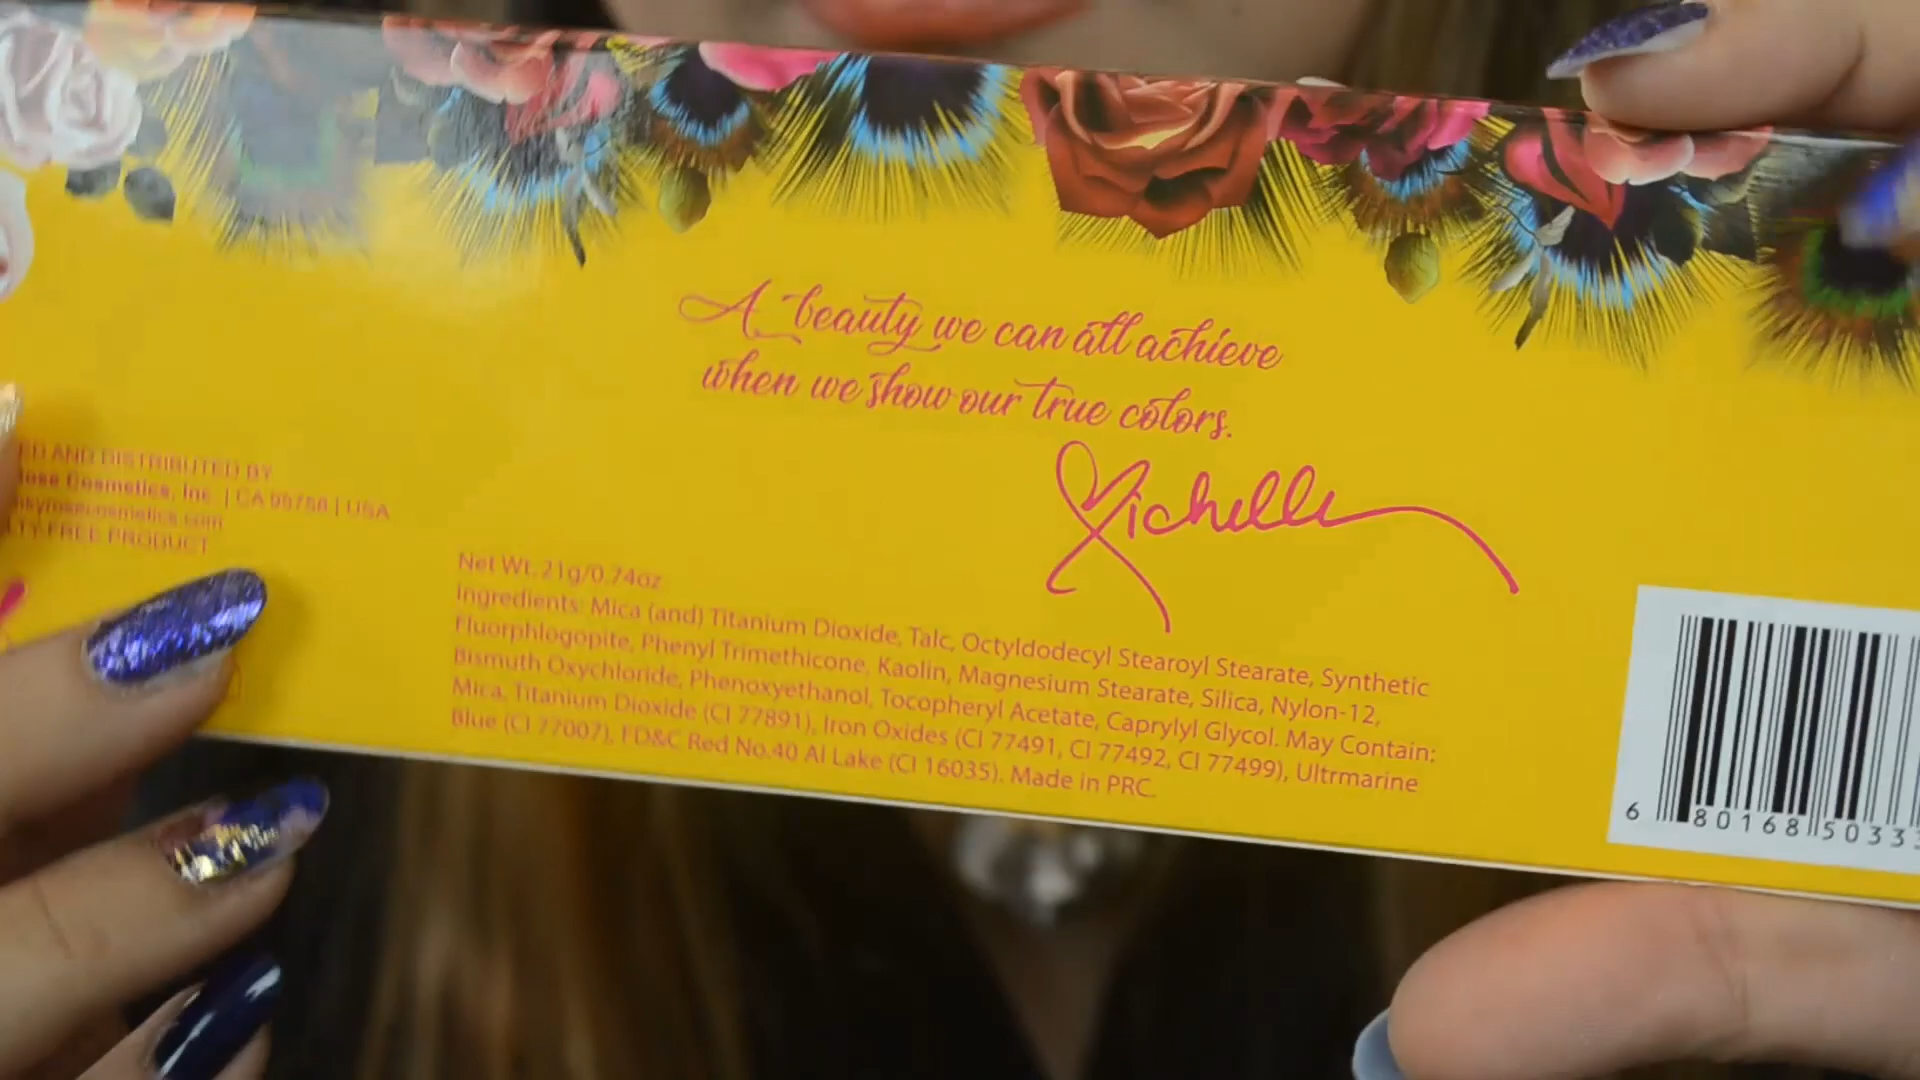 A beauty we can all achieve
when we show our true colors.
Michelle
AND DISTRIBUTED BY
Cosmetics, Inc. | CA 95758 | USA
FREE PRODUCT
Net Wt. 21g/0.74oz
Ingredients: Mica (and) Titanium Dioxide, Talc, Octyldodecyl Stearoyl Stearate, Synthetic
Fluorphlogopite, Phenyl Trimethicone, Kaolin, Magnesium Stearate, Silica, Nylon-12,
Bismuth Oxychloride, Phenoxyethanol, Tocopheryl Acetate, Caprylyl Glycol. May Contain:
Mica, Titanium Dioxide (CI 77891), Iron Oxides (CI 77491, CI 77492, CI 77499), Ultrmarine
Blue (CI 77007), FD&C Red No.40 Al Lake (CI 16035). Made in PRC.
6 80168 5033